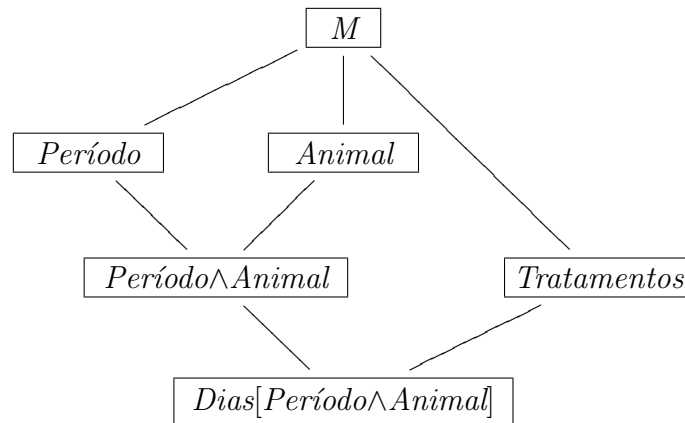 M
Período
Animal
Período∧Animal
Tratamentos
Dias[Período∧Animal]